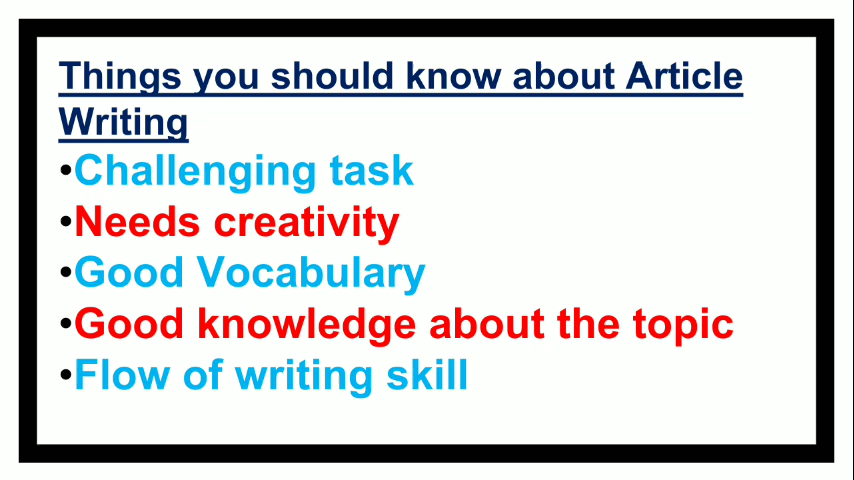 Things you should know about Article
Writing
•Challenging task
•Needs creativity
•Good Vocabulary
•Good knowledge about the topic
•Flow of writing skill